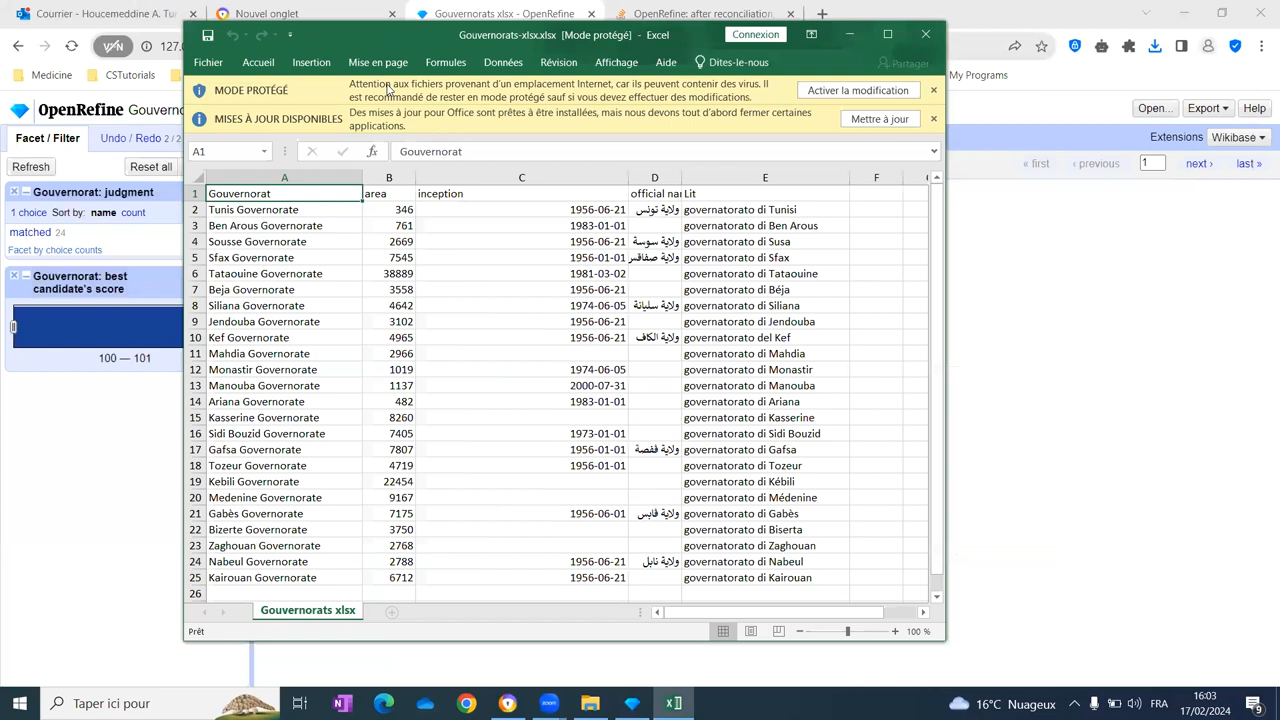 Gouvernorats-xlsx.xlsx [Mode protégé] - Excel
Connexion
Fichier Accueil Insertion Mise en page Formules Données Révision Affichage Aide Dites-le-nous Partager
MODE PROTÉGÉ Attention aux fichiers provenant d'un emplacement Internet, car ils peuvent contenir des virus. Il
est recommandé de rester en mode protégé sauf si vous devez effectuer des modifications.
Activer la modification
MISES À JOUR DISPONIBLES Des mises à jour pour Office sont prêtes à être installées, mais nous devons tout d'abord fermer certaines
applications.
Mettre à jour
A1 fx Gouvernorat
A B C D E F
1 Gouvernorat area inception official na Lit
2 Tunis Governorate 346 1956-06-21 ولاية تونس governatorato di Tunisi
3 Ben Arous Governorate 761 1983-01-01 governatorato di Ben Arous
4 Sousse Governorate 2669 1956-06-21 ولاية سوسة governatorato di Susa
5 Sfax Governorate 7545 1956-01-01 ولاية صفاقس governatorato di Sfax
6 Tataouine Governorate 38889 1981-03-02 governatorato di Tataouine
7 Beja Governorate 3558 1956-06-21 governatorato di Béja
8 Siliana Governorate 4642 1974-06-05 ولاية سليانة governatorato di Siliana
9 Jendouba Governorate 3102 1956-06-21 governatorato di Jendouba
10 Kef Governorate 4965 1956-06-21 ولاية الكاف governatorato del Kef
11 Mahdia Governorate 2966 governatorato di Mahdia
12 Monastir Governorate 1019 1974-06-05 governatorato di Monastir
13 Manouba Governorate 1137 2000-07-31 governatorato di Manouba
14 Ariana Governorate 482 1983-01-01 governatorato di Ariana
15 Kasserine Governorate 8260 governatorato di Kasserine
16 Sidi Bouzid Governorate 7405 1973-01-01 governatorato di Sidi Bouzid
17 Gafsa Governorate 7807 1956-01-01 ولاية قفصة governatorato di Gafsa
18 Tozeur Governorate 4719 1956-01-01 governatorato di Tozeur
19 Kebili Governorate 22454 governatorato di Kébili
20 Medenine Governorate 9167 governatorato di Médenine
21 Gabès Governorate 7175 1956-06-01 ولاية قابس governatorato di Gabès
22 Bizerte Governorate 3750 governatorato di Biserta
23 Zaghouan Governorate 2768 governatorato di Zaghouan
24 Nabeul Governorate 2788 1956-06-21 ولاية نابل governatorato di Nabeul
25 Kairouan Governorate 6712 1956-06-21 governatorato di Kairouan
26
Gouvernorats xlsx
Prêt
100 %
Gouvernorats xlsx
OpenRefine after reconciliation.
127.0
Medicine CSTutorials
My Programs
OpenRefine
Open... Export Help
Facet / Filter Undo / Redo 2 / 2
Extensions Wikibase
Refresh Reset all
« first ‹ previous 1 next › last »
Gouvernorat: judgment
1 choice Sort by: name count
matched 24
Facet by choice counts
Gouvernorat: best
candidate's score
100 — 101
Taper ici pour
16°C Nuageux
FRA
16:03
17/02/2024
9
zoom